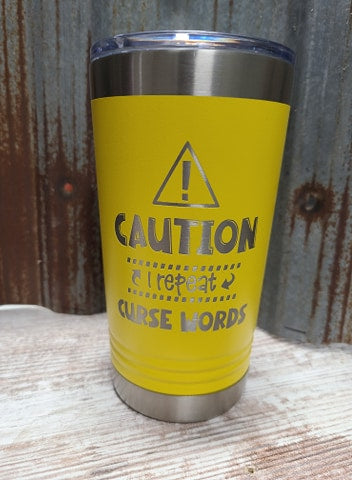 !
CAUTION
I repeat
CURSE WORDS